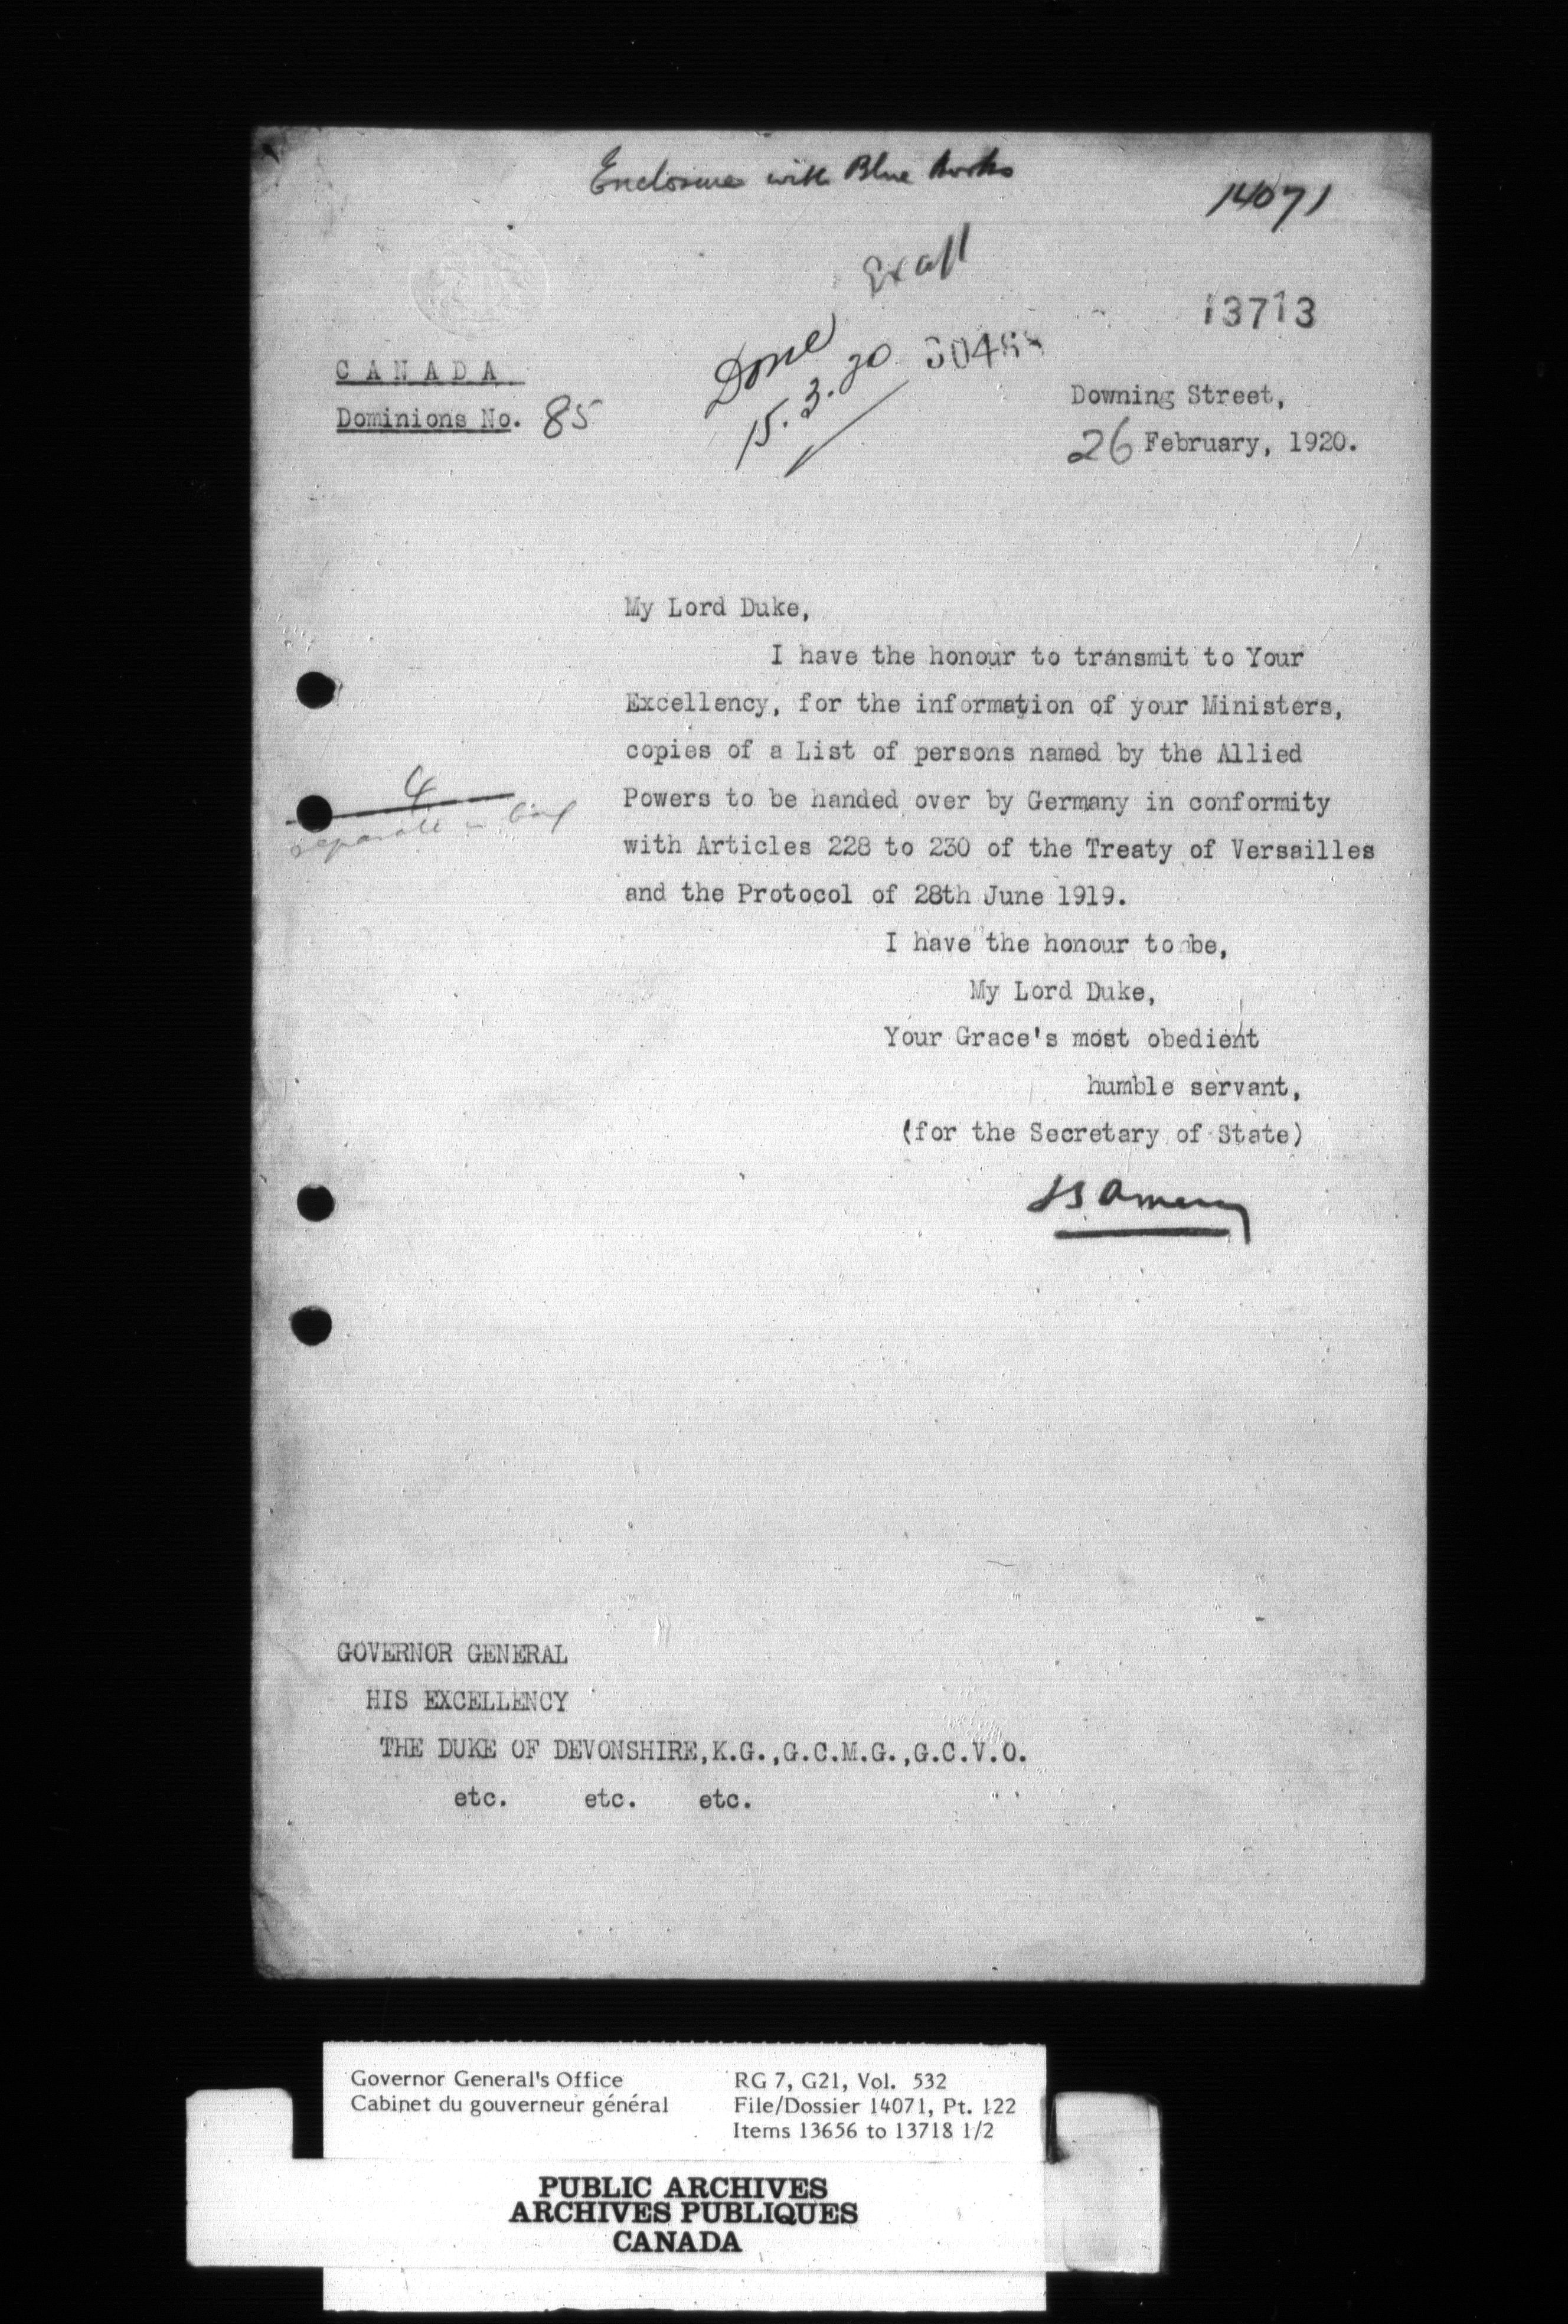 Enclosure with Blue Books
14071
13713
Done
15.3.20
CANADA
Dominions No. 85
Downing Street,
26 February, 1920.
My Lord Duke,
I have the honour to transmit to Your
Excellency, for the information of your Ministers,
copies of a List of persons named by the Allied
Powers to be handed over by Germany in conformity
with Articles 228 to 230 of the Treaty of Versailles
and the Protocol of 28th June 1919.
4
separate
I have the honour to be,
My Lord Duke,
Your Grace's most obedient
humble servant,
(for the Secretary of State)
LS Amery
GOVERNOR GENERAL
HIS EXCELLENCY
THE DUKE OF DEVONSHIRE,K.G.,G.C.M.G.,G.C.V.O.
etc. etc. etc.
Governor General's Office RG 7, G21, Vol. 532
Cabinet du gouverneur général File/Dossier 14071, Pt. 122
Items 13656 to 13718 1/2
PUBLIC ARCHIVES
ARCHIVES PUBLIQUES
CANADA